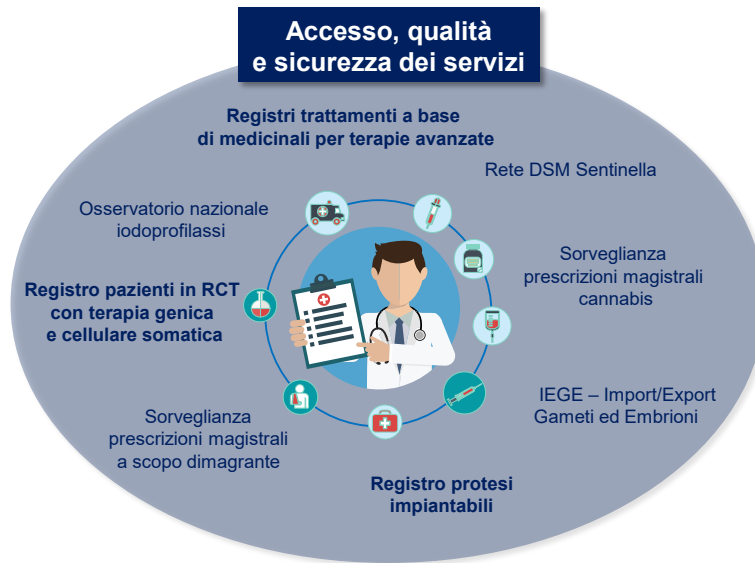 Accesso, qualità
e sicurezza dei servizi
Registri trattamenti a base
di medicinali per terapie avanzate
Rete DSM Sentinella
Osservatorio nazionale
iodoprofilassi
Sorveglianza
prescrizioni magistrali
cannabis
Registro pazienti in RCT
con terapia genica
e cellulare somatica
IEGE – Import/Export
Gameti ed Embrioni
Sorveglianza
prescrizioni magistrali
a scopo dimagrante
Registro protesi
impiantabili